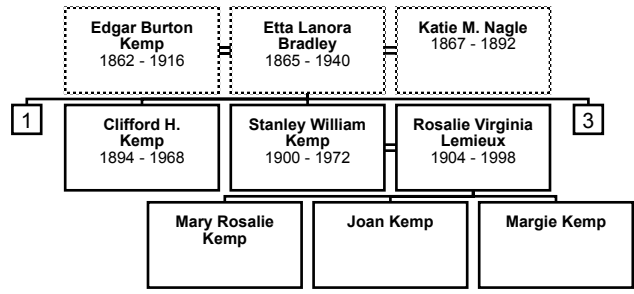 Edgar Burton
Kemp
1862 - 1916
Etta Lanora
Bradley
1865 - 1940
Katie M. Nagle
1867 - 1892
1
Clifford H.
Kemp
1894 - 1968
Stanley William
Kemp
1900 - 1972
Rosalie Virginia
Lemieux
1904 - 1998
3
Mary Rosalie
Kemp
Joan Kemp
Margie Kemp